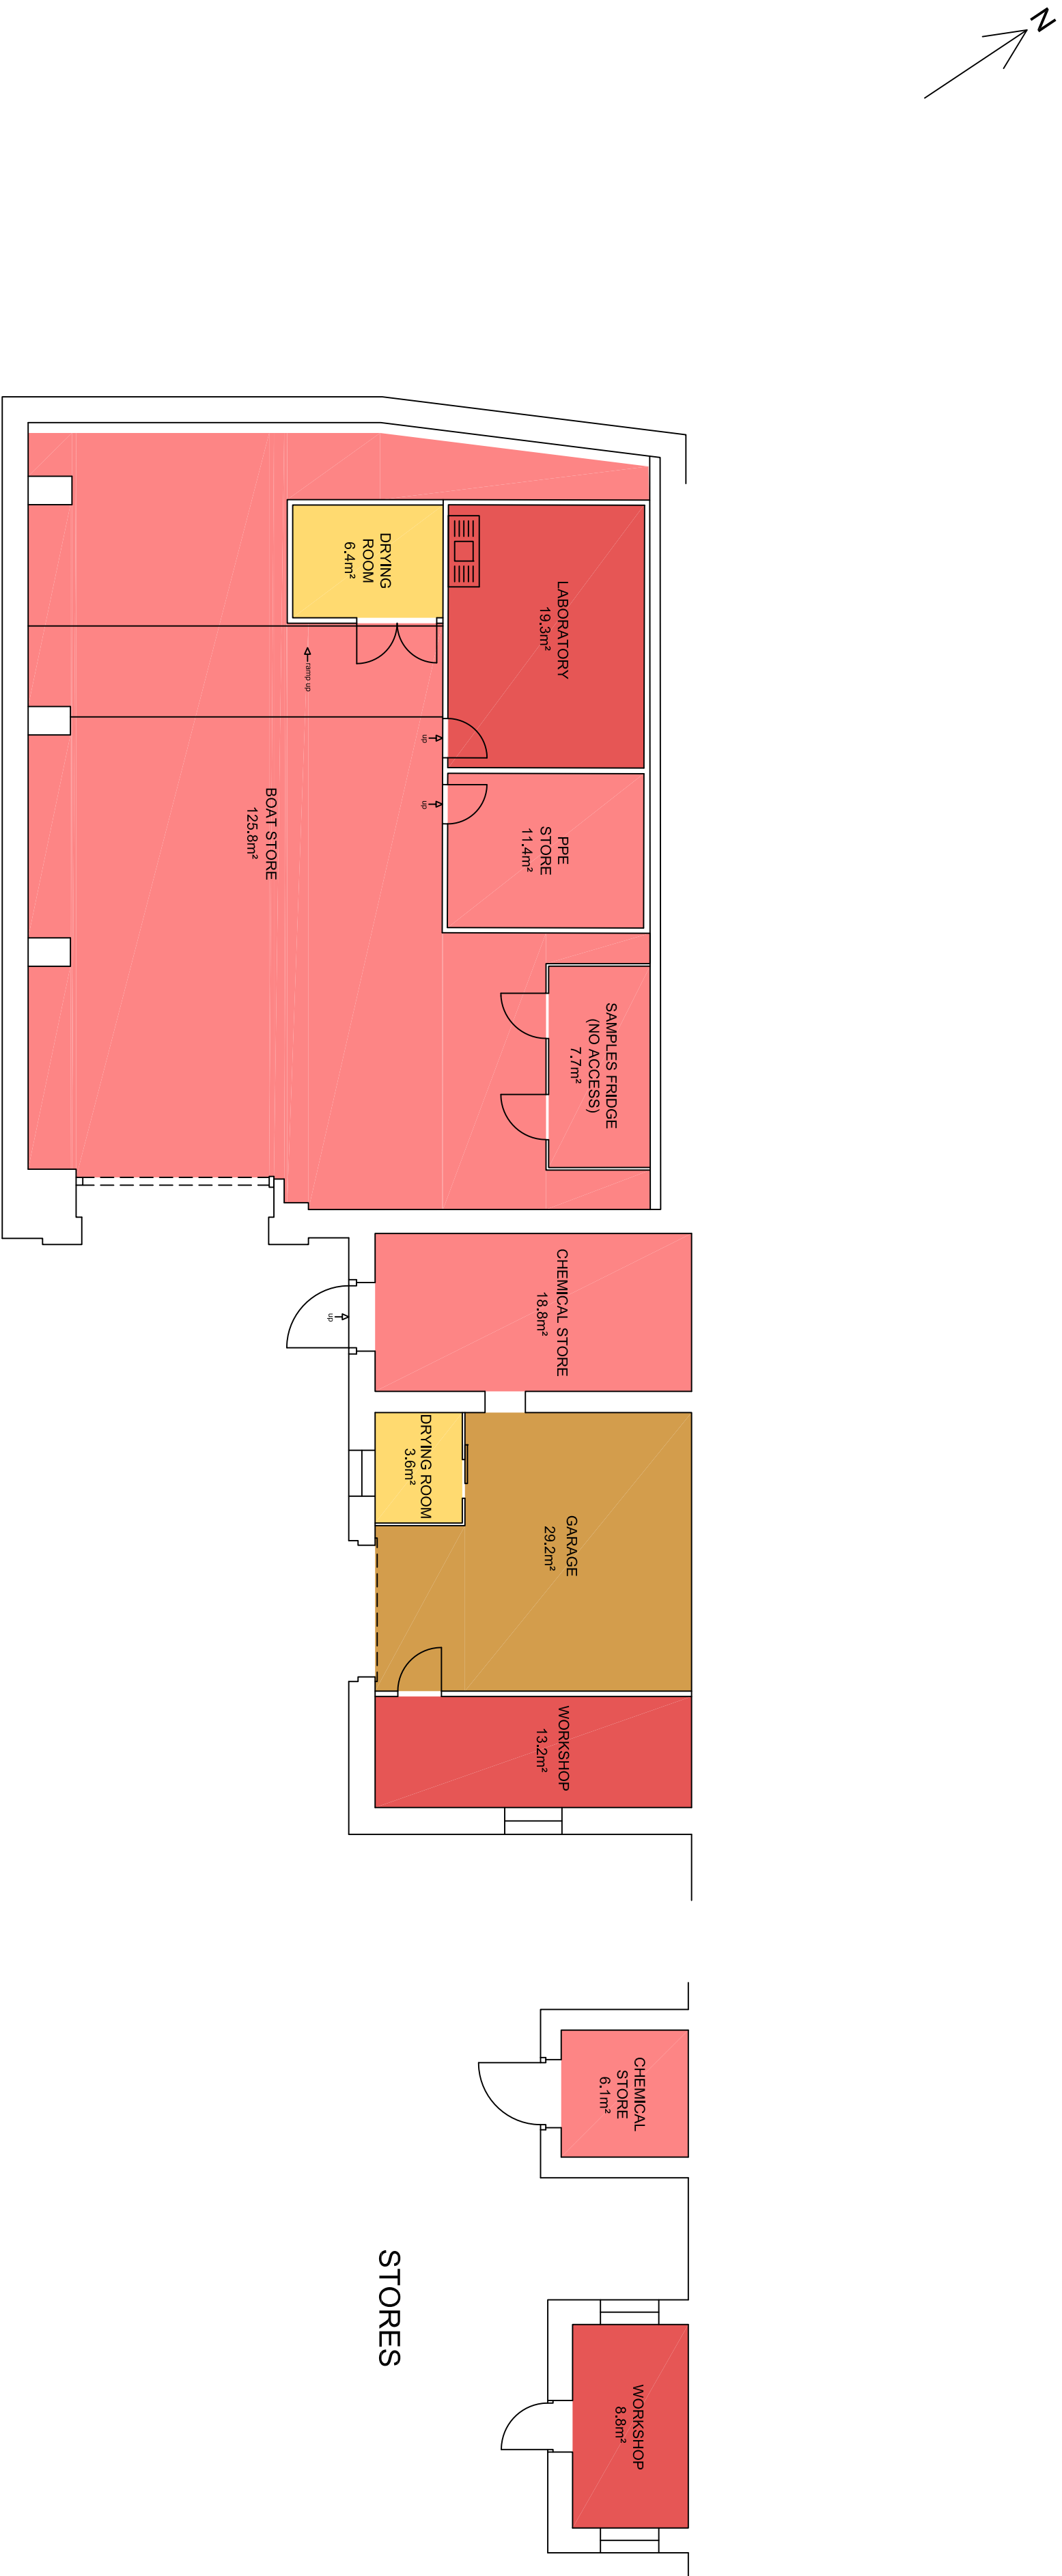 N
DRYING
ROOM
6.4m²
LABORATORY
19.3m²
ramp up
up
up
BOAT STORE
125.8m²
PPE
STORE
11.4m²
SAMPLES FRIDGE
(NO ACCESS)
7.7m²
CHEMICAL STORE
18.8m²
up
DRYING ROOM
3.6m²
GARAGE
29.2m²
WORKSHOP
13.2m²
CHEMICAL
STORE
6.1m²
STORES
WORKSHOP
8.8m²